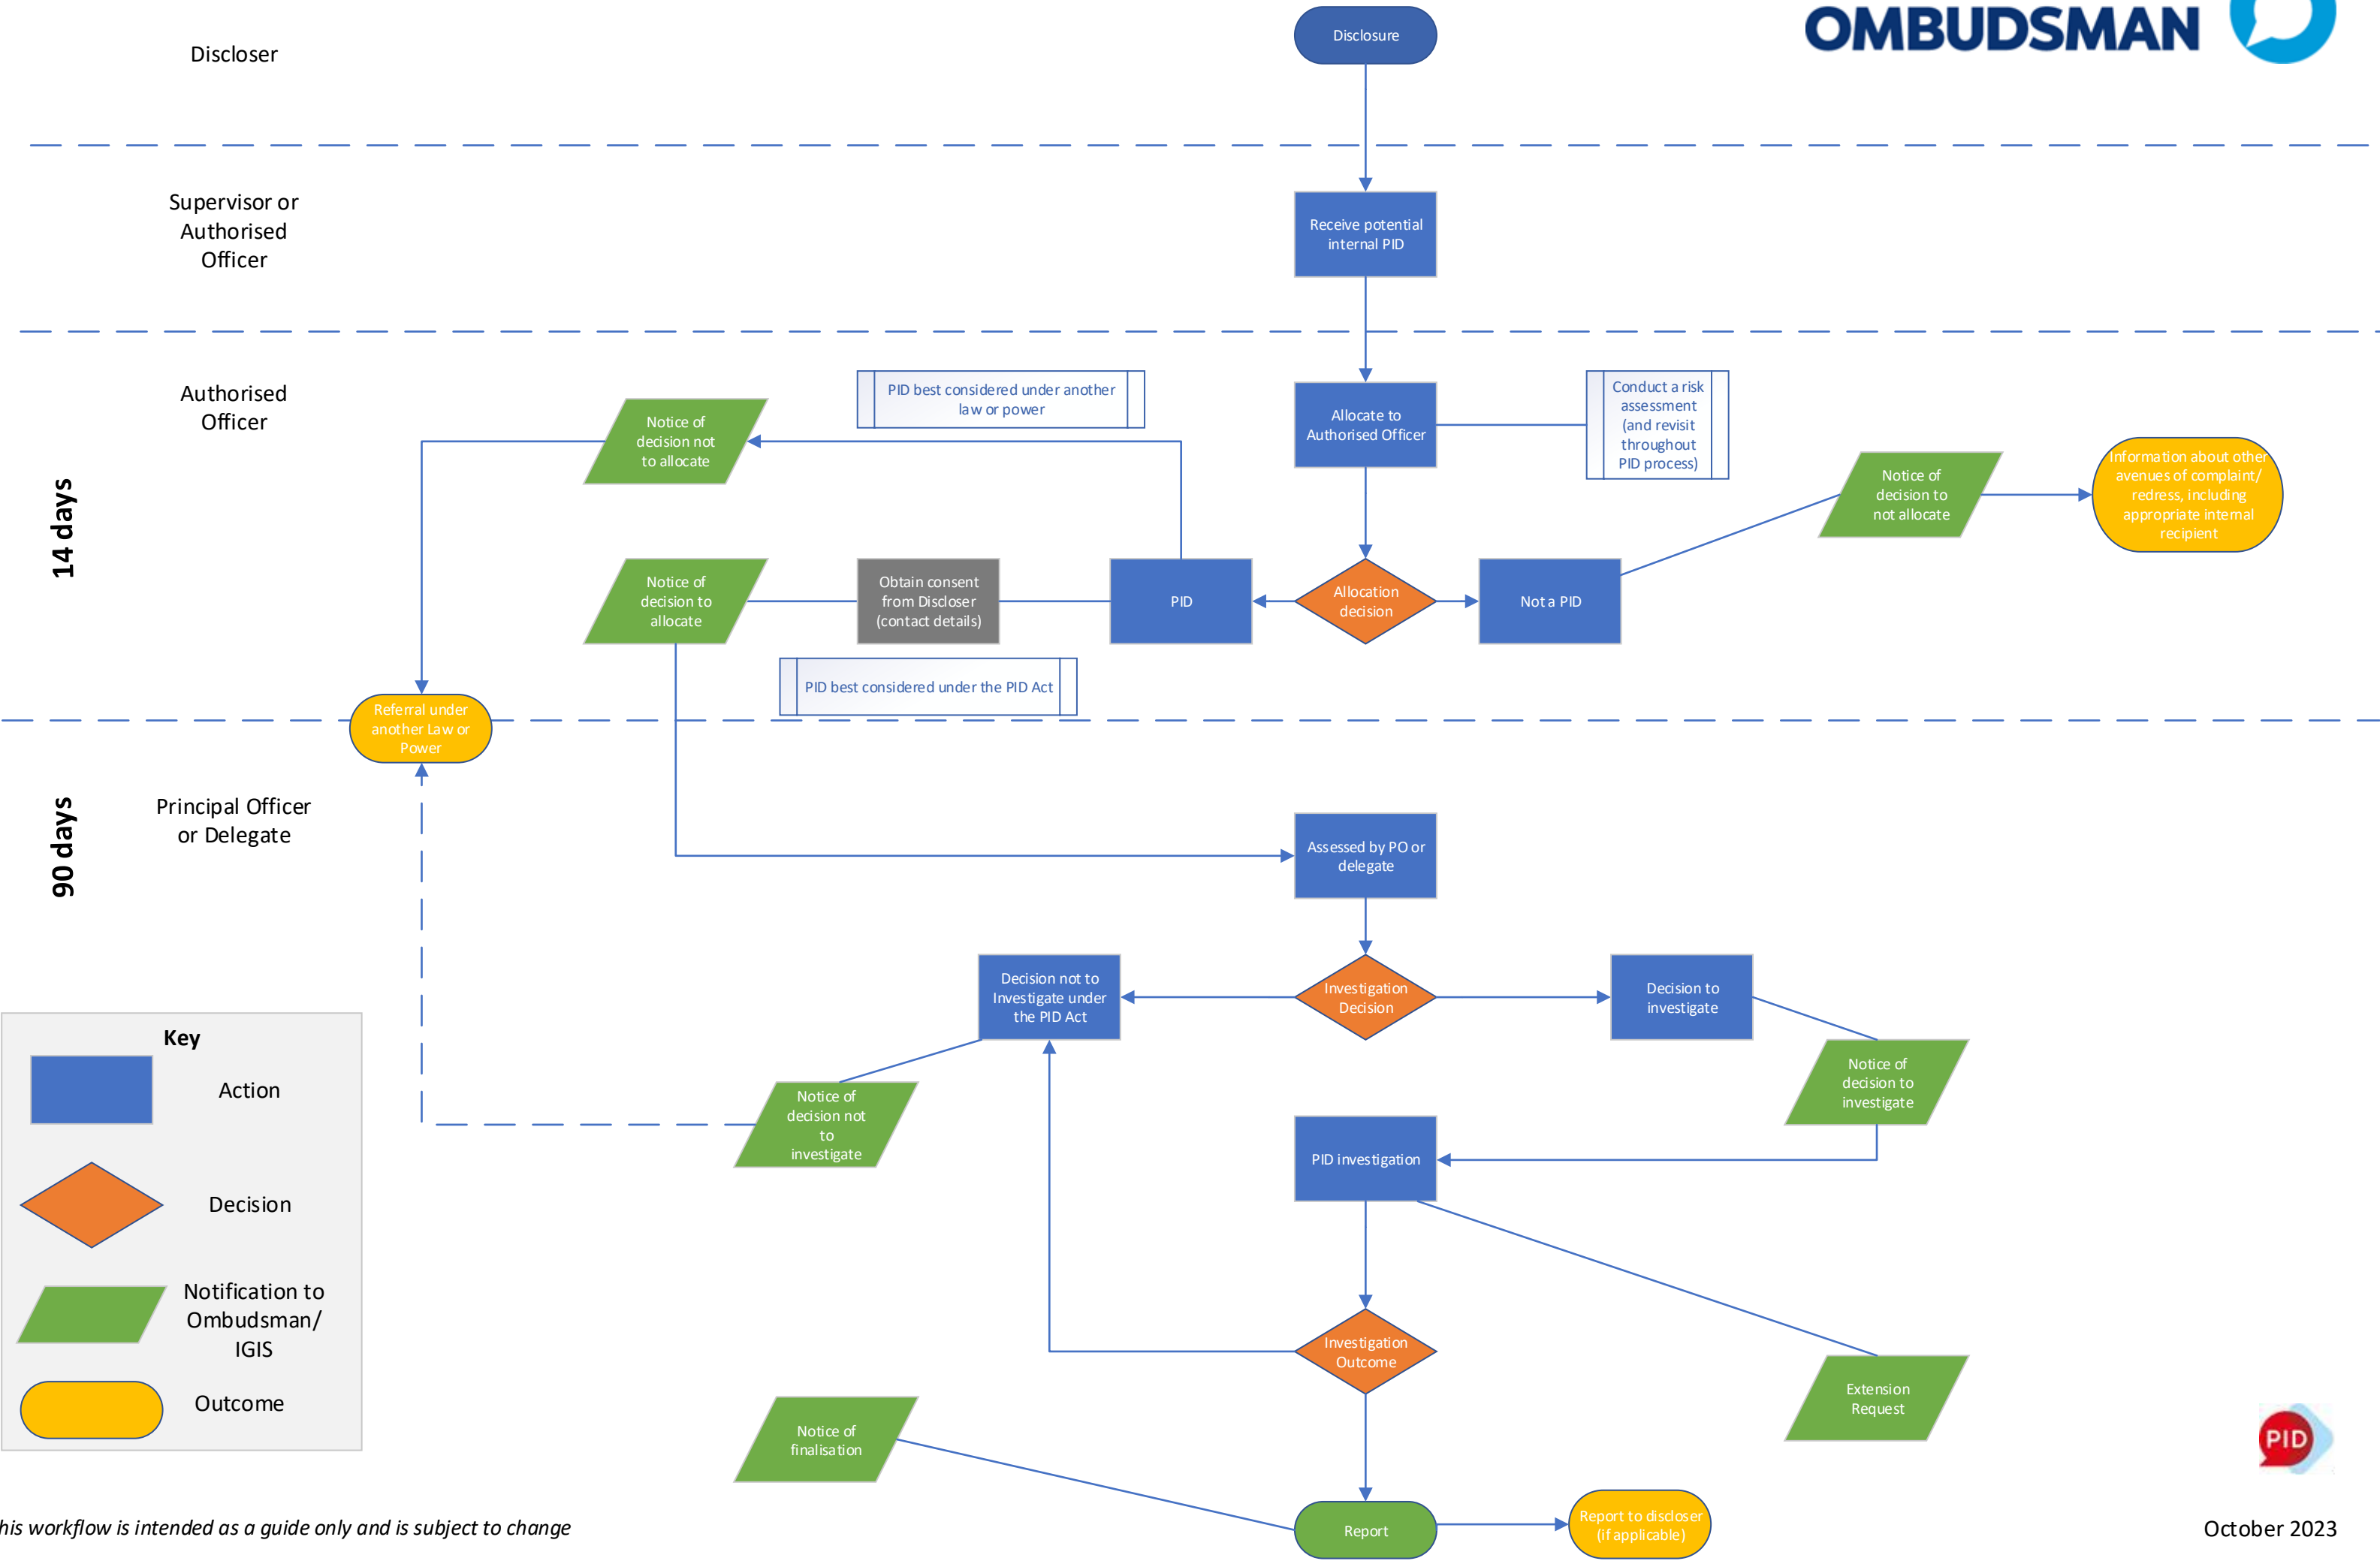 OMBUDSMAN
Discloser
Disclosure
Supervisor or
Authorised
Officer
Receive potential
internal PID
Authorised
Officer
14 days
PID best considered under another
law or power
Notice of
decision not
to allocate
Allocate to
Authorised Officer
Conduct a risk
assessment
(and revisit
throughout
PID process)
Notice of
decision to
not allocate
Information about other
avenues of complaint/
redress, including
appropriate internal
recipient
Notice of
decision to
allocate
Obtain consent
from Discloser
(contact details)
PID
Allocation
decision
Not a PID
PID best considered under the PID Act
Referral under
another Law or
Power
90 days
Principal Officer
or Delegate
Assessed by PO or
delegate
Decision not to
Investigate under
the PID Act
Investigation
Decision
Decision to
investigate
Notice of
decision not
to
investigate
Notice of
decision to
investigate
PID investigation
Investigation
Outcome
Extension
Request
Notice of
finalisation
Report
Report to discloser
(if applicable)
Key
Action
Decision
Notification to
Ombudsman/
IGIS
Outcome
PID
his workflow is intended as a guide only and is subject to change
October 2023